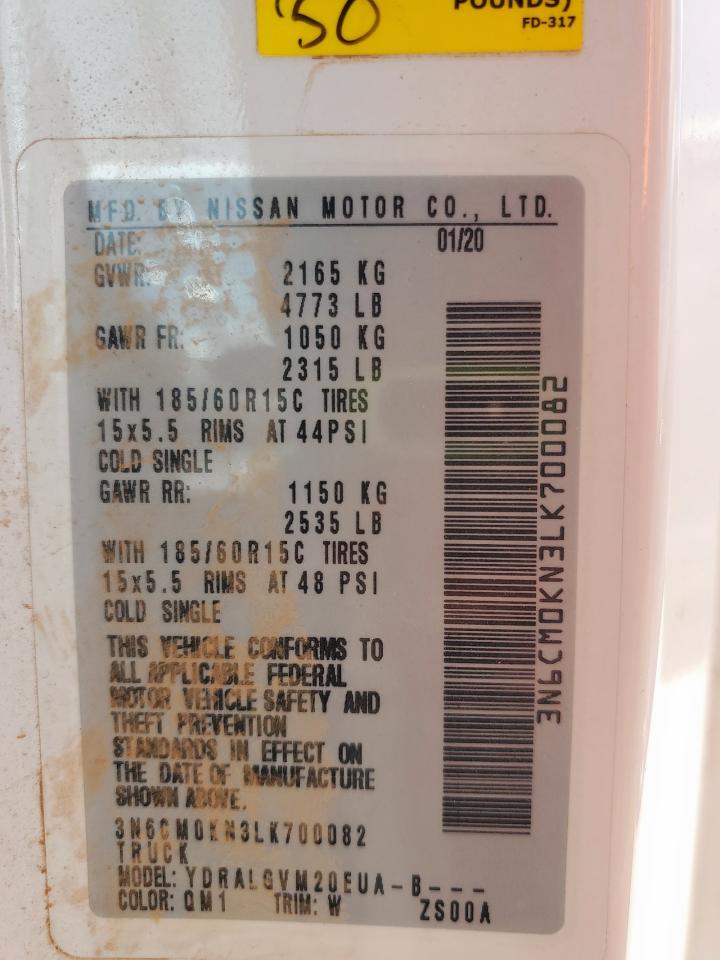 50 POUNDS)
FD-317
MFD. BY NISSAN MOTOR CO., LTD.
DATE: 01/20
GVWR: 2165 KG
4773 LB
GAWR FR: 1050 KG
2315 LB
WITH 185/60R15C TIRES
15x5.5 RIMS AT 44PSI
COLD SINGLE
GAWR RR: 1150 KG
2535 LB
WITH 185/60R15C TIRES
15x5.5 RIMS AT 48 PSI
COLD SINGLE
THIS VEHICLE CONFORMS TO
ALL APPLICABLE FEDERAL
MOTOR VEHICLE SAFETY AND
THEFT PREVENTION
STANDARDS IN EFFECT ON
THE DATE OF MANUFACTURE
SHOWN ABOVE.
3N6CM0KN3LK700082
TRUCK
MODEL: YDRALGVM20EUA-B---
COLOR: QM1 TRIM: W ZS00A
3N6CM0KN3LK700082